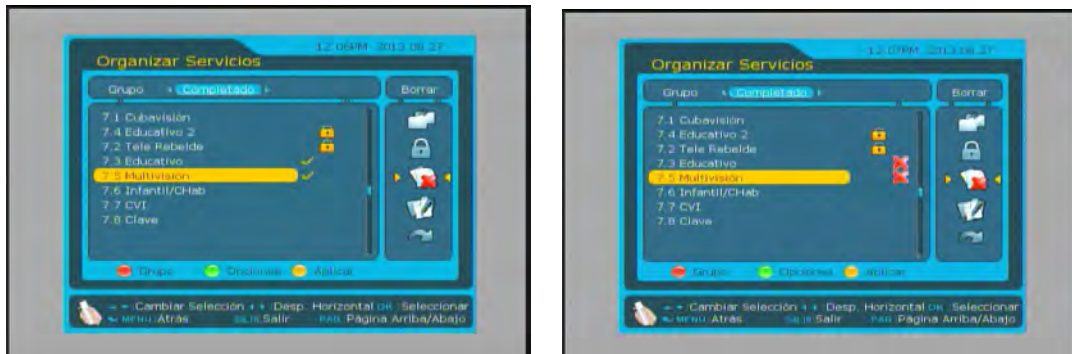 12:06PM 2013.08.27
Organizar Servicios
Grupo Completado Borrar
7.1 Cubavisión
7.4 Educativo 2
7.2 Tele Rebelde
7.3 Educativo
7.5 Multivisión
7.6 Infantil/CHab
7.7 CVI
7.8 Clave
Grupo Opciones Aplicar
Cambiar Selección Desp. Horizontal OK :Seleccionar
MENU :Atrás SALIR Salir PAG :Página Arriba/Abajo
12:07PM 2013.08.27
Organizar Servicios
Grupo Completado Borrar
7.1 Cubavisión
7.4 Educativo 2
7.2 Tele Rebelde
7.3 Educativo
7.5 Multivisión
7.6 Infantil/CHab
7.7 CVI
7.8 Clave
Grupo Opciones Aplicar
Cambiar Selección Desp. Horizontal OK :Seleccionar
MENU :Atrás SALIR Salir PAG :Página Arriba/Abajo